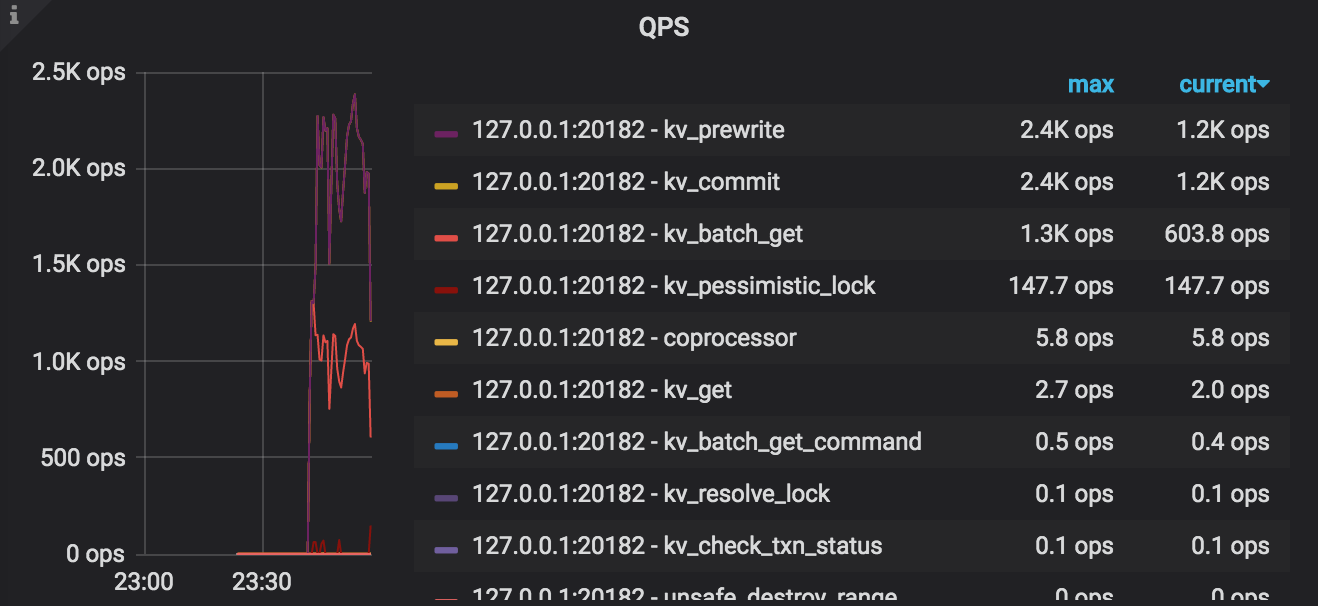 i
QPS
2.5K ops
2.0K ops
1.5K ops
1.0K ops
500 ops
0 ops
23:00 23:30
max current
127.0.0.1:20182 - kv_prewrite 2.4K ops 1.2K ops
127.0.0.1:20182 - kv_commit 2.4K ops 1.2K ops
127.0.0.1:20182 - kv_batch_get 1.3K ops 603.8 ops
127.0.0.1:20182 - kv_pessimistic_lock 147.7 ops 147.7 ops
127.0.0.1:20182 - coprocessor 5.8 ops 5.8 ops
127.0.0.1:20182 - kv_get 2.7 ops 2.0 ops
127.0.0.1:20182 - kv_batch_get_command 0.5 ops 0.4 ops
127.0.0.1:20182 - kv_resolve_lock 0.1 ops 0.1 ops
127.0.0.1:20182 - kv_check_txn_status 0.1 ops 0.1 ops
127.0.0.1:20182 - unsafe_destroy_range 0 ops 0 ops